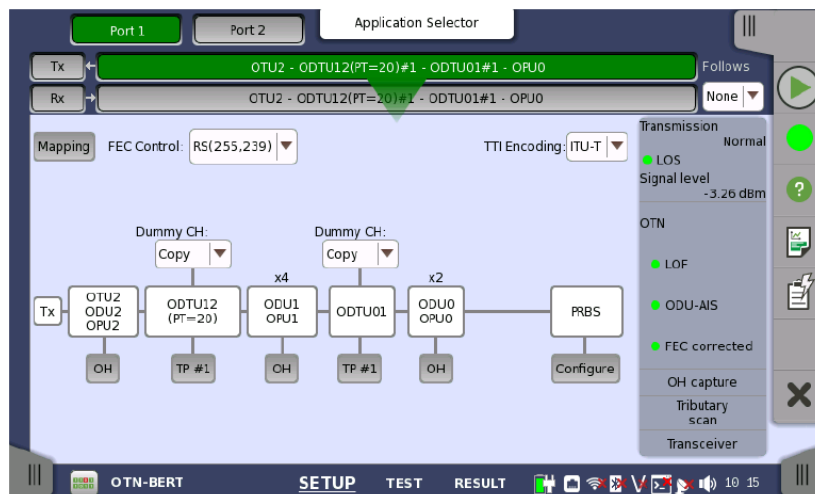 Port 1
Port 2
Application Selector
Tx
OTU2 - ODTU12(PT=20)#1 - ODTU01#1 - OPU0
Follows
Rx
OTU2 - ODTU12(PT=20)#1 - ODTU01#1 - OPU0
None
Mapping
FEC Control:
RS(255,239)
TTI Encoding:
ITU-T
Transmission
Normal
LOS
Signal level
-3.26 dBm
OTN
LOF
ODU-AIS
FEC corrected
OH capture
Tributary
scan
Transceiver
Dummy CH:
Copy
Dummy CH:
Copy
x4
x2
Tx
OTU2
ODU2
OPU2
ODTU12
(PT=20)
ODU1
OPU1
ODTU01
ODU0
OPU0
PRBS
OH
TP #1
OH
TP #1
OH
Configure
OTN-BERT
SETUP
TEST
RESULT
10 15